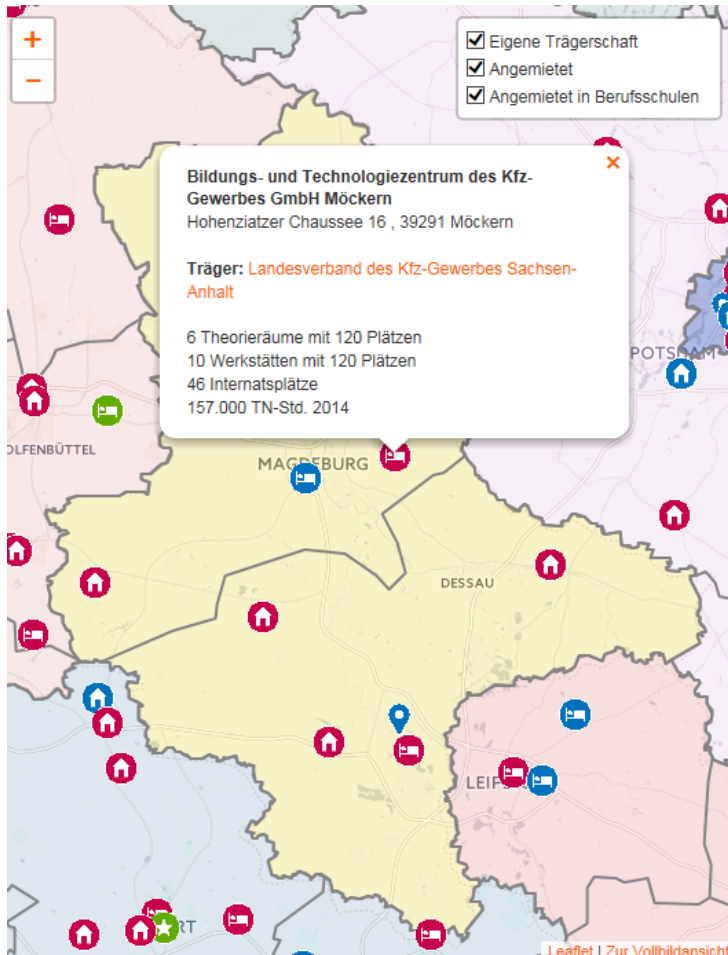 +
−
Eigene Trägerschaft
Angemietet
Angemietet in Berufsschulen
×
Bildungs- und Technologiezentrum des Kfz-
Gewerbes GmbH Möckern
Hohenziatzer Chaussee 16 , 39291 Möckern
Träger: Landesverband des Kfz-Gewerbes Sachsen-
Anhalt
6 Theorieräume mit 120 Plätzen
10 Werkstätten mit 120 Plätzen
46 Internatsplätze
157.000 TN-Std. 2014
POTSDAM
OLFENBÜTTEL
MAGDEBURG
DESSAU
LEIP
RT
Leaflet | Zur Vollbildansicht